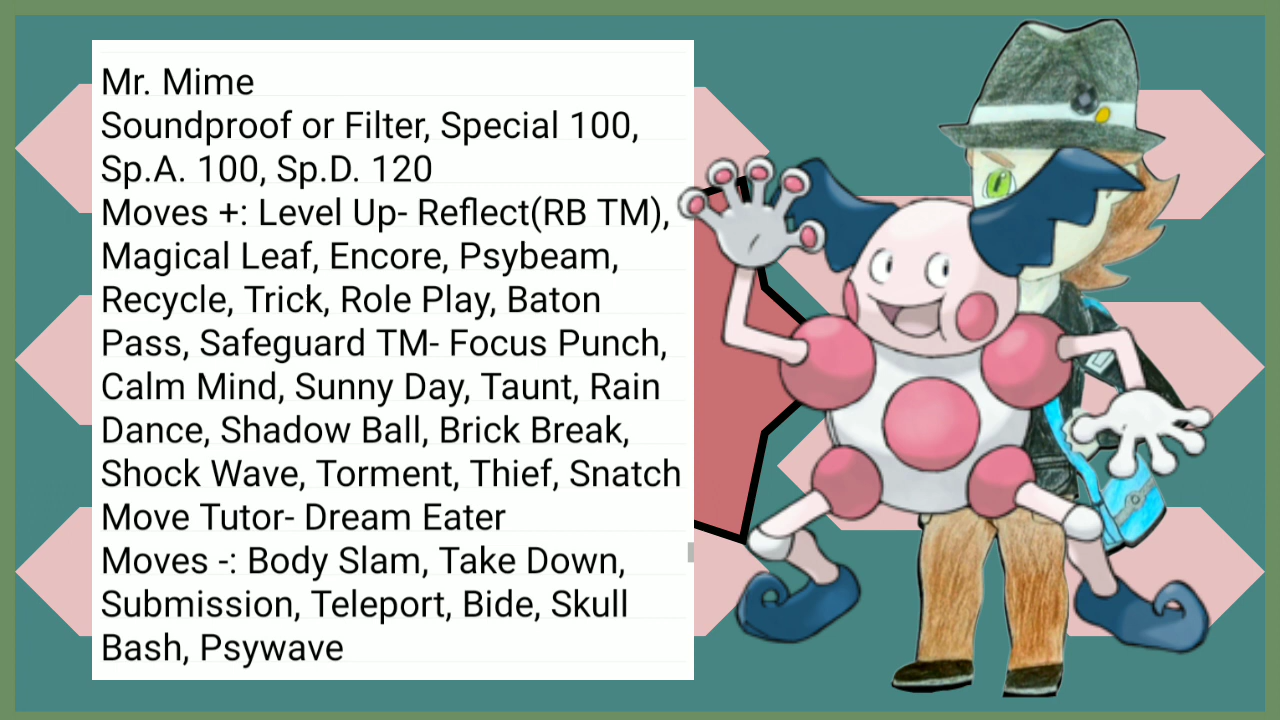 Mr. Mime
Soundproof or Filter, Special 100,
Sp.A. 100, Sp.D. 120
Moves +: Level Up- Reflect(RB TM),
Magical Leaf, Encore, Psybeam,
Recycle, Trick, Role Play, Baton
Pass, Safeguard TM- Focus Punch,
Calm Mind, Sunny Day, Taunt, Rain
Dance, Shadow Ball, Brick Break,
Shock Wave, Torment, Thief, Snatch
Move Tutor- Dream Eater
Moves -: Body Slam, Take Down,
Submission, Teleport, Bide, Skull
Bash, Psywave